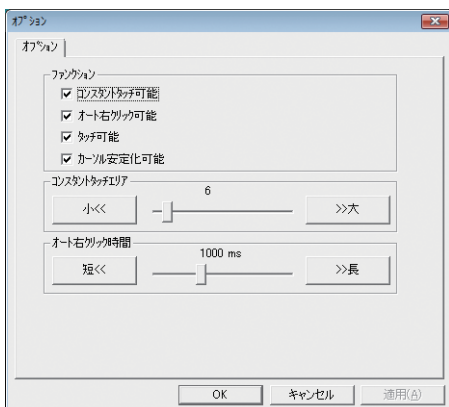 オプション
オプション
ファンクション
コンスタントタッチ可能
オート右クリック可能
タッチ可能
カーソル安定化可能
コンスタントタッチエリア
6
小<< >>大
オート右クリック時間
1000 ms
短<< >>長
OK キャンセル 適用(A)